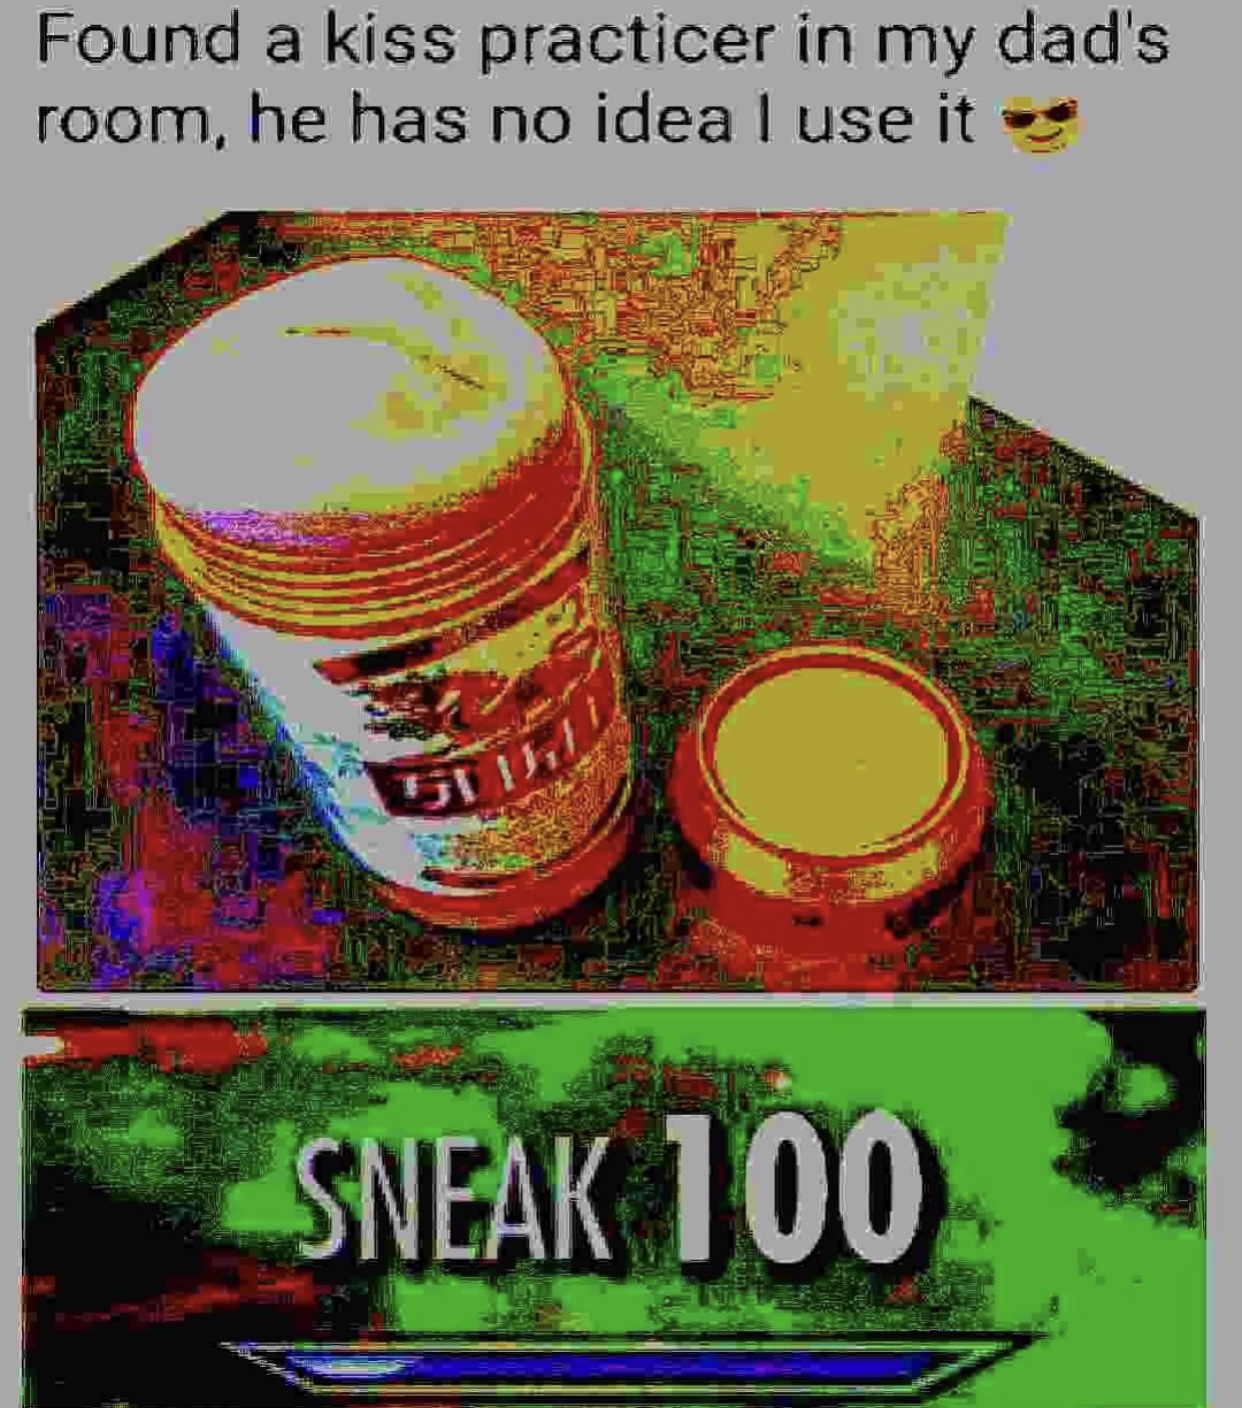 Found a kiss practicer in my dad's
room, he has no idea I use it 😎
SNEAK 100